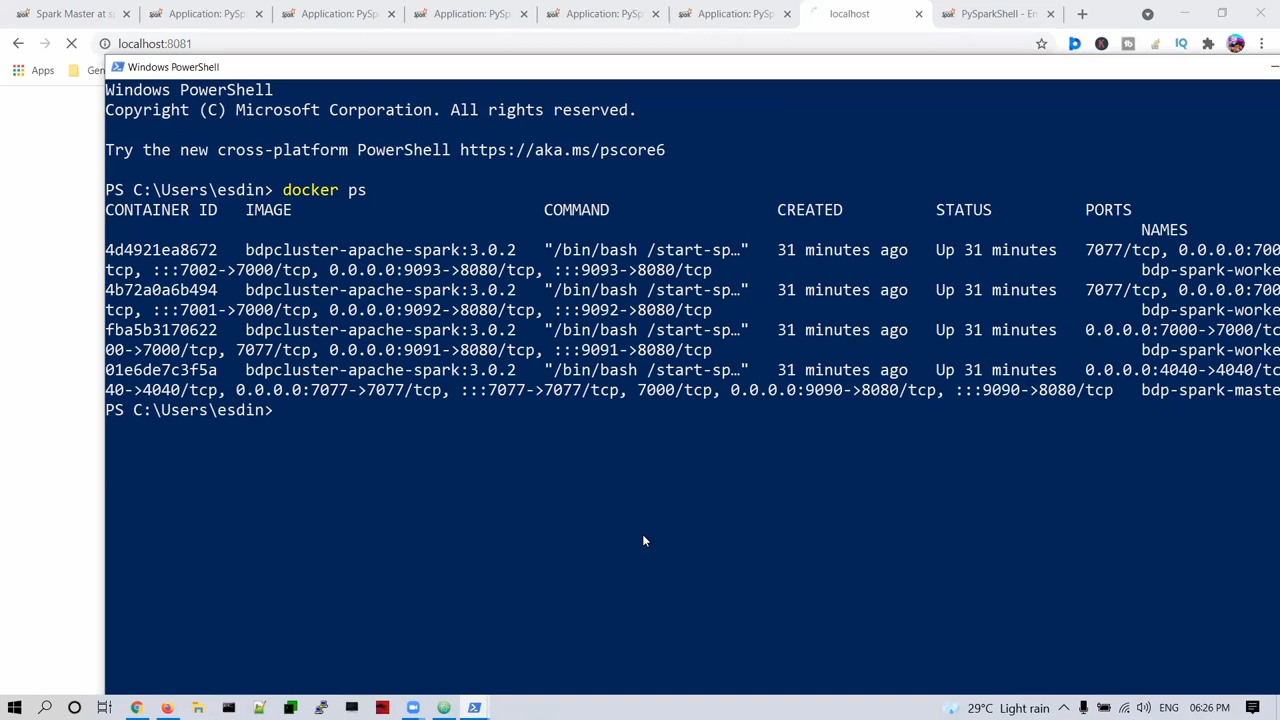 Spark Master at sp
Application: PySp
Application: PySp
Application: PySp
Application: PySp
Application: PySp
localhost
PySparkShell - En
localhost:8081
Apps
Gen
Windows PowerShell
Windows PowerShell
Copyright (C) Microsoft Corporation. All rights reserved.
Try the new cross-platform PowerShell https://aka.ms/pscore6
PS C:\Users\esdin> docker ps
CONTAINER ID IMAGE COMMAND CREATED STATUS PORTS
NAMES
4d4921ea8672 bdpcluster-apache-spark:3.0.2 "/bin/bash /start-sp…" 31 minutes ago Up 31 minutes 7077/tcp, 0.0.0.0:700
tcp, :::7002->7000/tcp, 0.0.0.0:9093->8080/tcp, :::9093->8080/tcp bdp-spark-worke
4b72a0a6b494 bdpcluster-apache-spark:3.0.2 "/bin/bash /start-sp…" 31 minutes ago Up 31 minutes 7077/tcp, 0.0.0.0:700
tcp, :::7001->7000/tcp, 0.0.0.0:9092->8080/tcp, :::9092->8080/tcp bdp-spark-worke
fba5b3170622 bdpcluster-apache-spark:3.0.2 "/bin/bash /start-sp…" 31 minutes ago Up 31 minutes 0.0.0.0:7000->7000/tc
00->7000/tcp, 7077/tcp, 0.0.0.0:9091->8080/tcp, :::9091->8080/tcp bdp-spark-worke
01e6de7c3f5a bdpcluster-apache-spark:3.0.2 "/bin/bash /start-sp…" 31 minutes ago Up 31 minutes 0.0.0.0:4040->4040/tc
40->4040/tcp, 0.0.0.0:7077->7077/tcp, :::7077->7077/tcp, 7000/tcp, 0.0.0.0:9090->8080/tcp, :::9090->8080/tcp bdp-spark-maste
PS C:\Users\esdin>
29°C Light rain ENG 06:26 PM